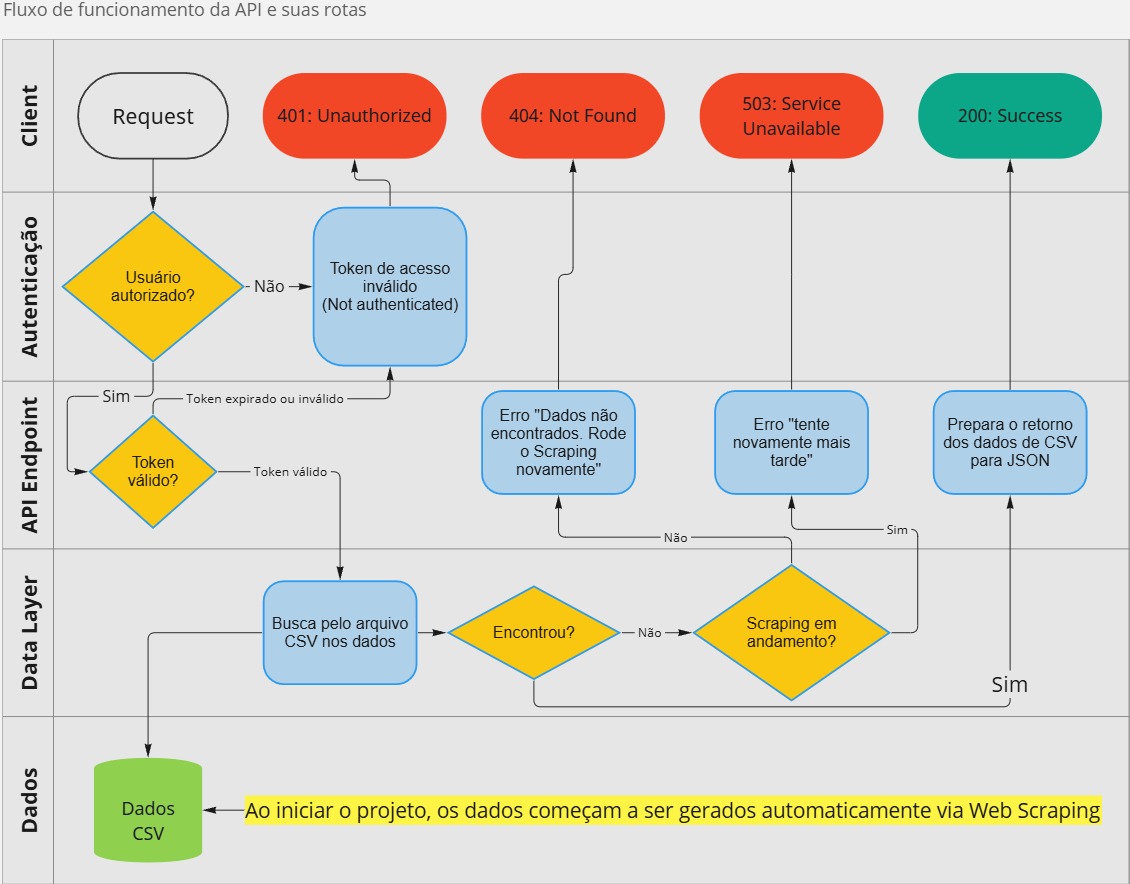 Fluxo de funcionamento da API e suas rotas
Client
Request
401: Unauthorized
404: Not Found
503: Service
Unavailable
200: Success
Autenticação
Usuário
autorizado?
Não
Token de acesso
inválido
(Not authenticated)
API Endpoint
Sim
Token expirado ou inválido
Token
válido?
Token válido
Erro "Dados não
encontrados. Rode
o Scraping
novamente"
Erro "tente
novamente mais
tarde"
Prepara o retorno
dos dados de CSV
para JSON
Não
Sim
Data Layer
Busca pelo arquivo
CSV nos dados
Encontrou?
Não
Scraping em
andamento?
Sim
Dados
Dados
CSV
Ao iniciar o projeto, os dados começam a ser gerados automaticamente via Web Scraping